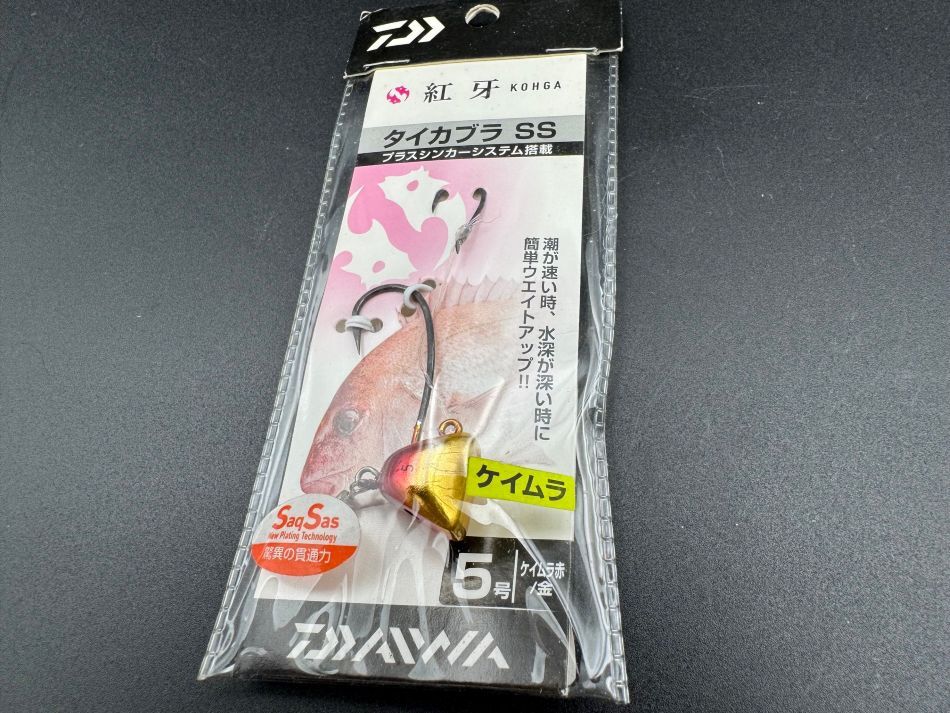 紅牙 KOHGA
タイカブラ SS
プラスシンカーシステム搭載
潮が速い時、水深が深い時に
簡単ウエイトアップ!!
5
ケイムラ
SaqSas
New Plating Technology
驚異の貫通力
5号
ケイムラ赤
/金
DAIWA